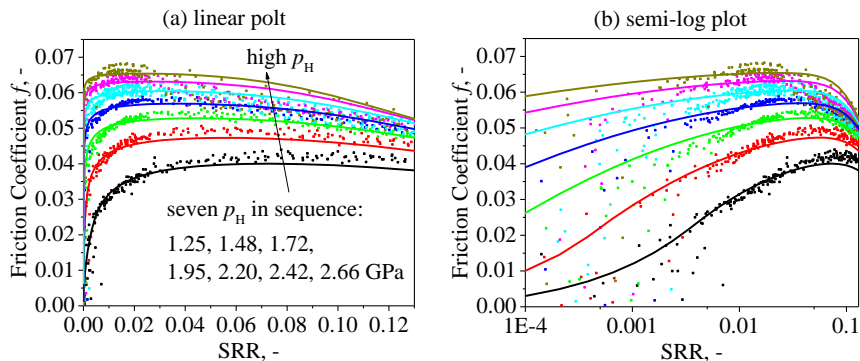 (a) linear polt
(b) semi-log plot
Friction Coefficient f, -
0.07
0.06
0.05
0.04
0.03
0.02
0.01
0.00
high pH
seven pH in sequence:
1.25, 1.48, 1.72,
1.95, 2.20, 2.42, 2.66 GPa
0.00 0.02 0.04 0.06 0.08 0.10 0.12
SRR, -
Friction Coefficient f, -
0.07
0.06
0.05
0.04
0.03
0.02
0.01
0.00
1E-4 0.001 0.01 0.1
SRR, -